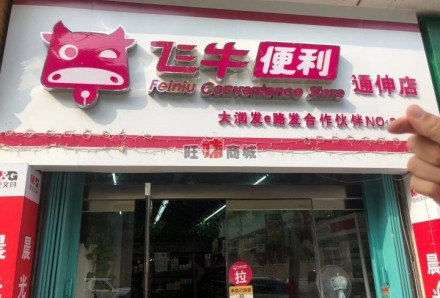 飞牛便利 通伸店
Feiniu Convenience Store
大润发e路发合作伙伴NO:
旺铺商城
M&G
晨光
拉